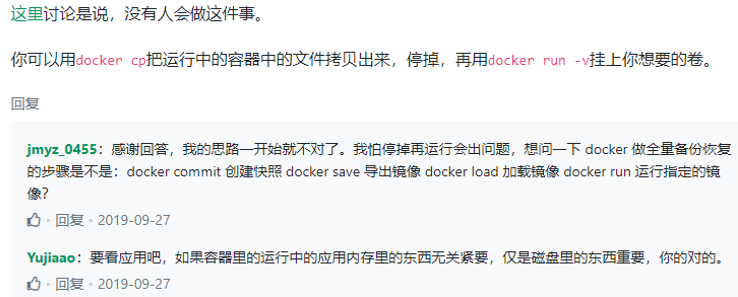 这里讨论是说，没有人会做这件事。
你可以用docker cp把运行中的容器中的文件拷贝出来，停掉，再用docker run -v挂上你想要的卷。
回复
jmyz_0455：感谢回答，我的思路一开始就不对了。我怕停掉再运行会出问题，想问一下 docker 做全量备份恢复
的步骤是不是：docker commit 创建快照 docker save 导出镜像 docker load 加载镜像 docker run 运行指定的镜
像？
回复 2019-09-27
Yujiaao：要看应用吧，如果容器里的运行中的应用内存里的东西无关紧要，仅是磁盘里的东西重要，你的对的。
回复 2019-09-27